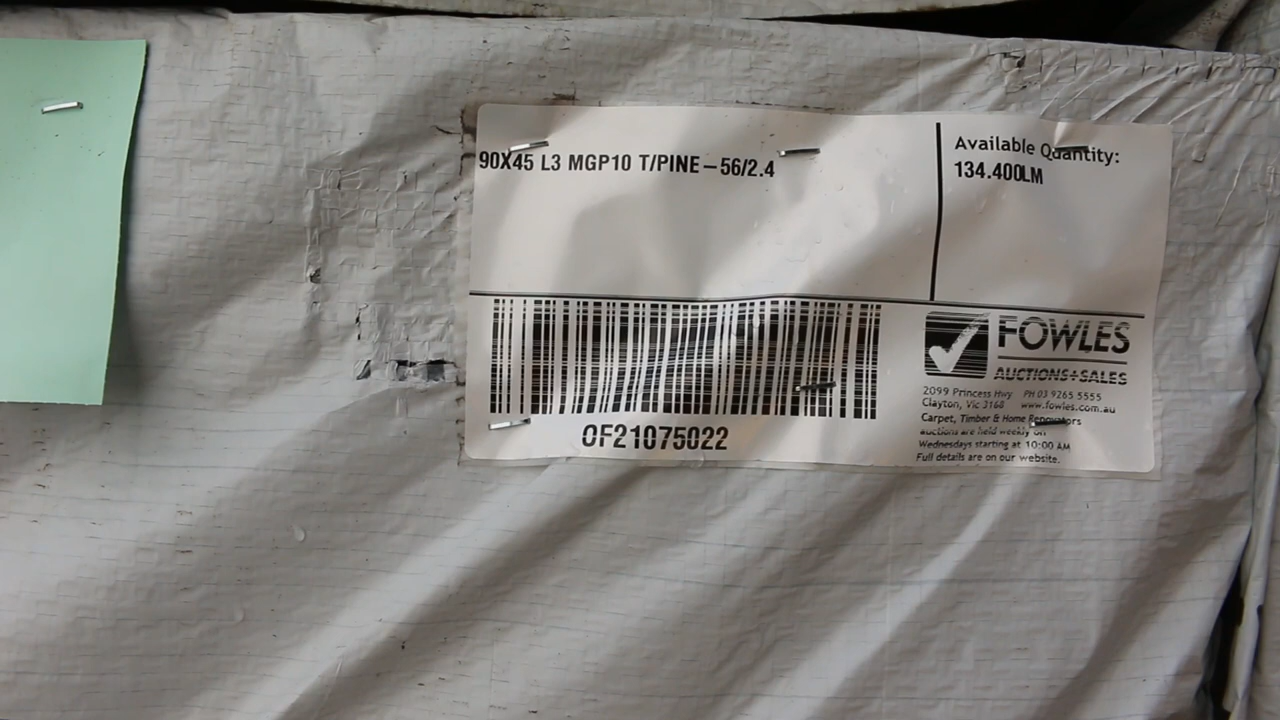 90X45 L3 MGP10 T/PINE – 56/2.4
Available Quantity:
134.400LM
OF21075022
FOWLES
AUCTIONS+SALES
2099 Princess Hwy PH 03 9265 5555
Clayton, Vic 3168 www.fowles.com.au
Carpet, Timber & Home Renovators
auctions are held weekly on
Wednesdays starting at 10:00 AM
Full details are on our website.